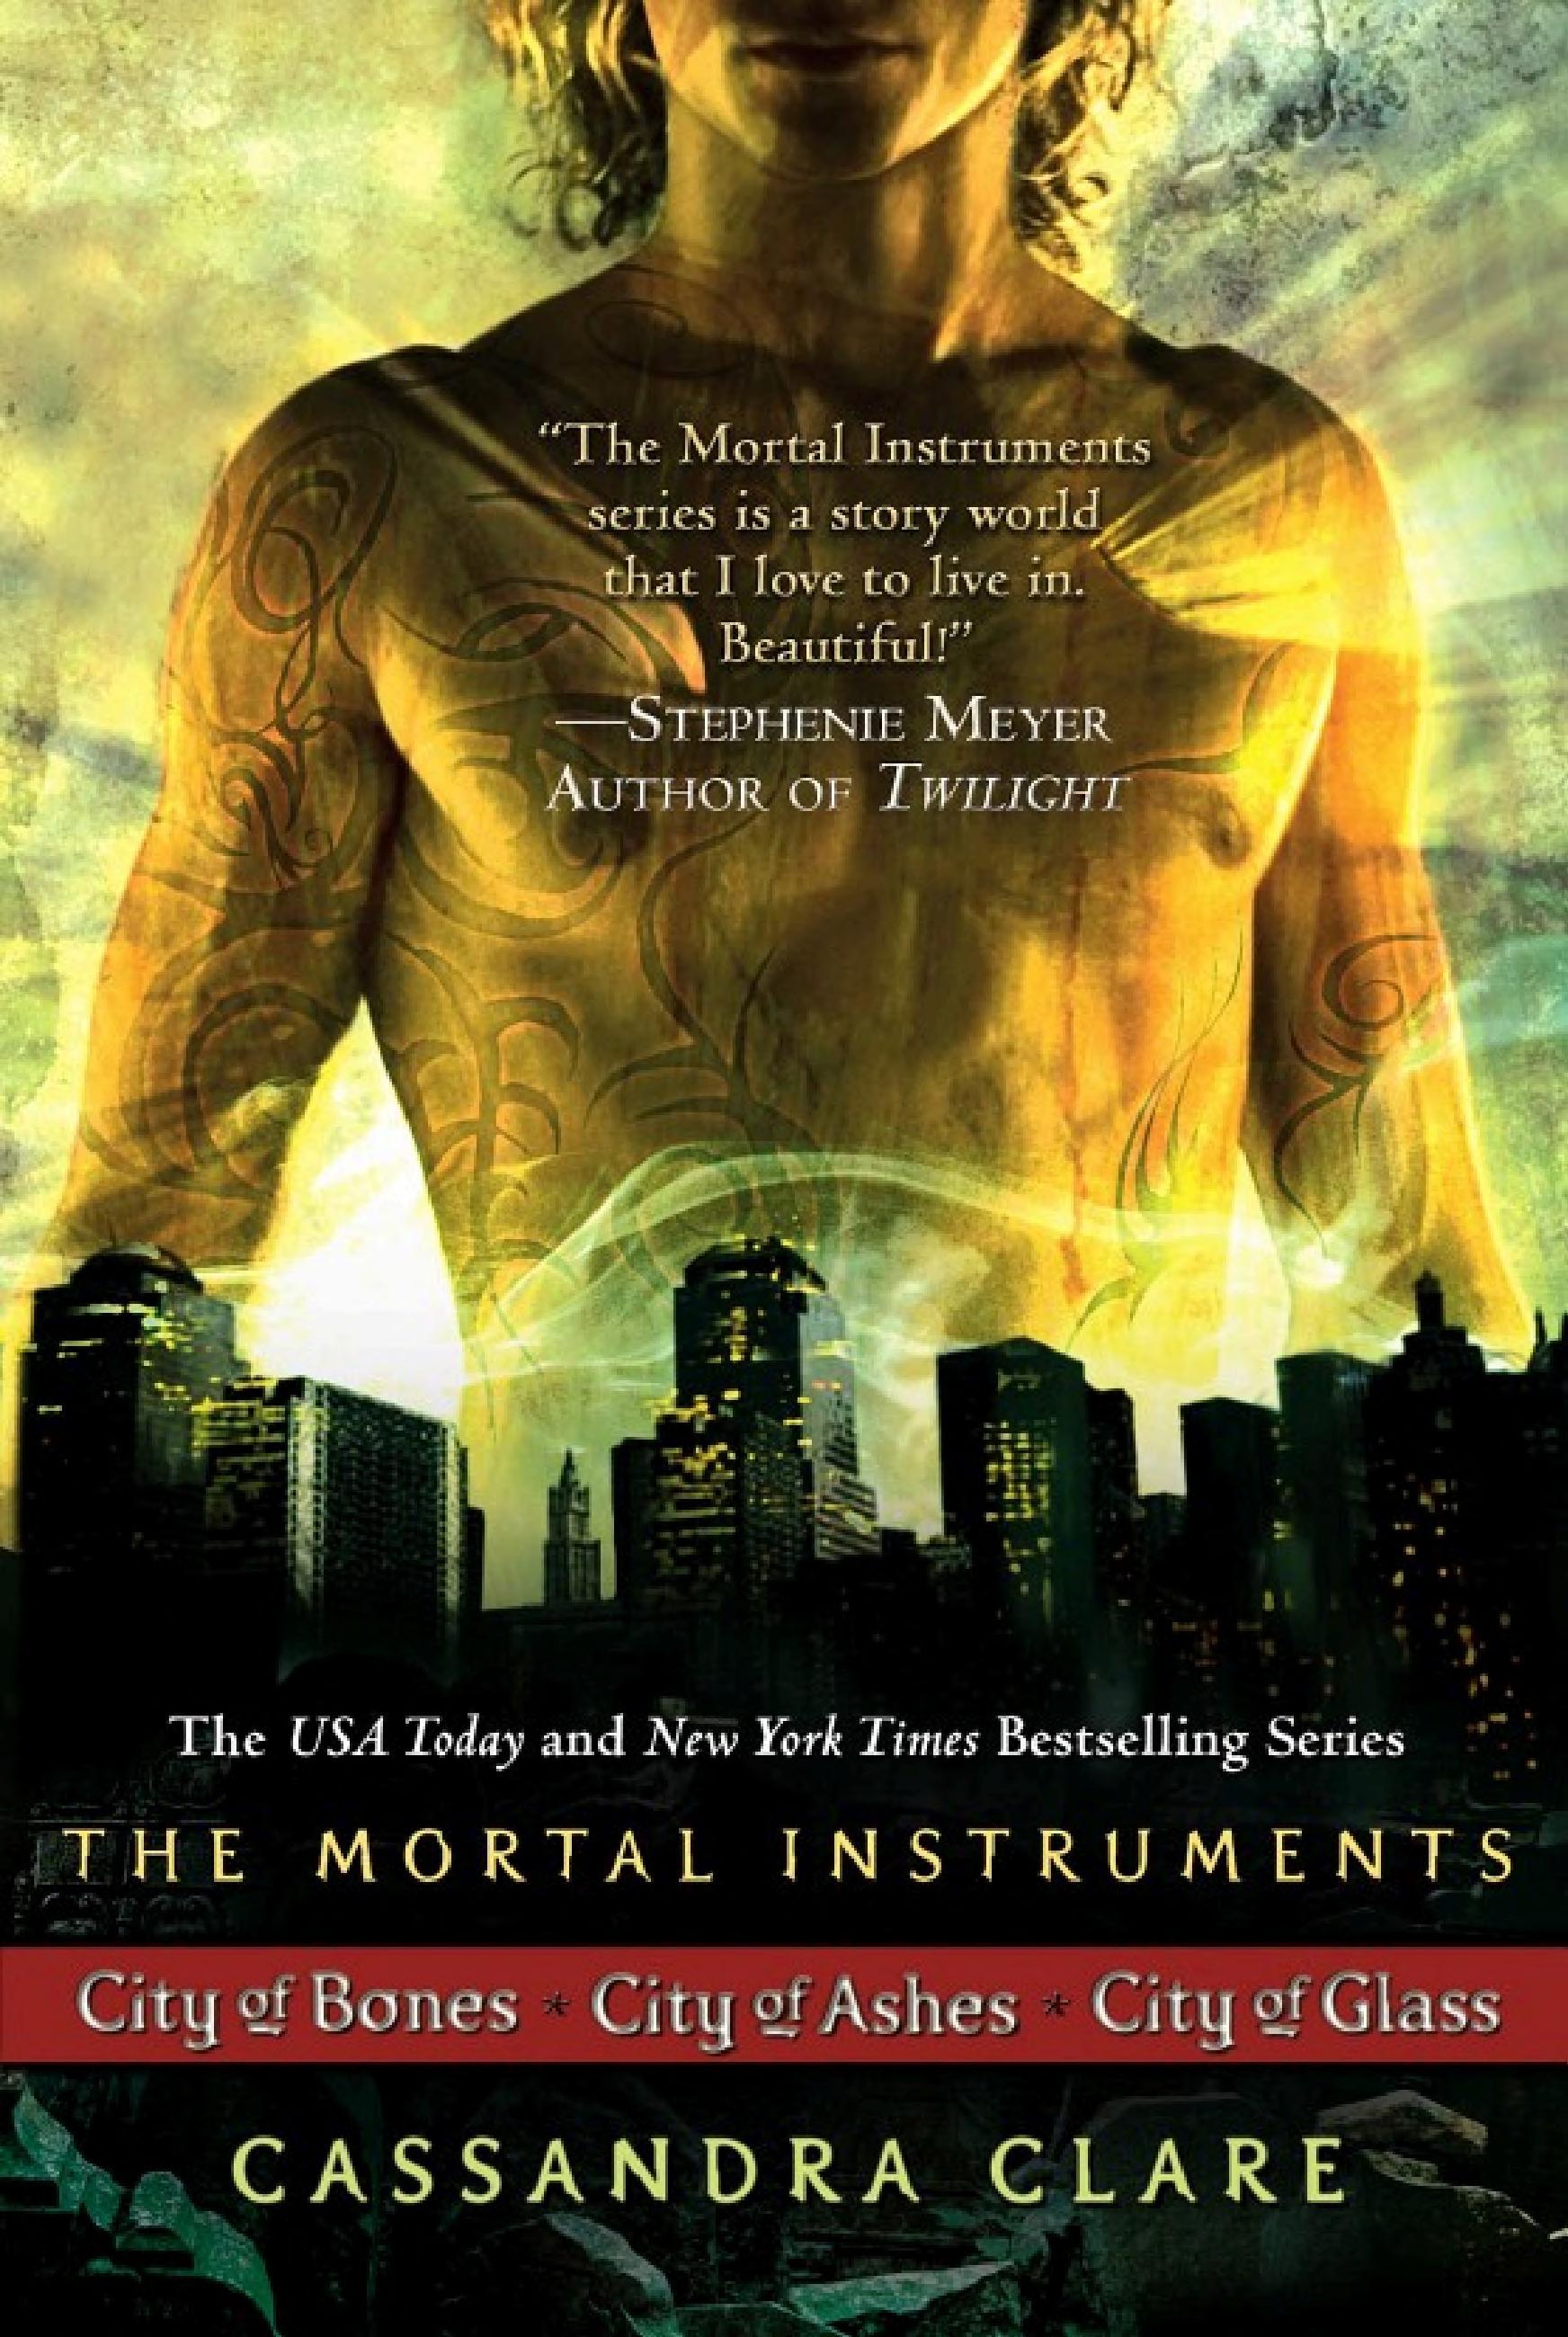 “The Mortal Instruments
series is a story world
that I love to live in.
Beautiful!”
—STEPHENIE MEYER
AUTHOR OF TWILIGHT
The USA Today and New York Times Bestselling Series
THE MORTAL INSTRUMENTS
City of Bones * City of Ashes * City of Glass
CASSANDRA CLARE